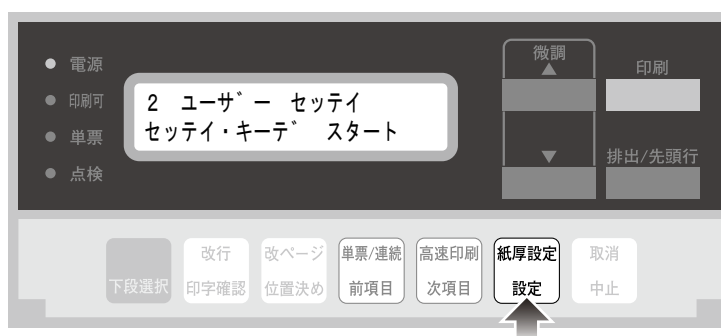 微調
電源
印刷
印刷可
2 ユーザー セッテイ
セッテイ・キーデ スタート
単票
排出/先頭行
点検
下段選択
改行
印字確認
改ページ
位置決め
単票/連続
前項目
高速印刷
次項目
紙厚設定
設定
取消
中止